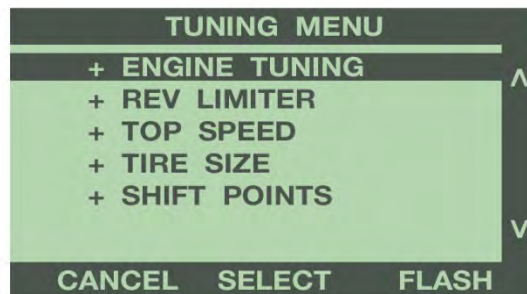 TUNING MENU
+ ENGINE TUNING
+ REV LIMITER
+ TOP SPEED
+ TIRE SIZE
+ SHIFT POINTS
CANCEL SELECT FLASH